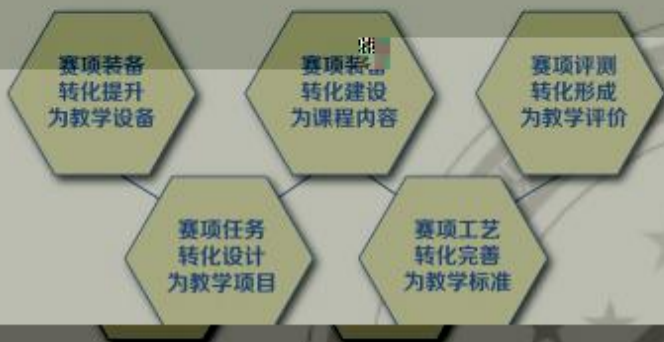 赛项装备
转化提升
为教学设备
赛项装备
转化建设
为课程内容
赛项评测
转化形成
为教学评价
赛项任务
转化设计
为教学项目
赛项工艺
转化完善
为教学标准